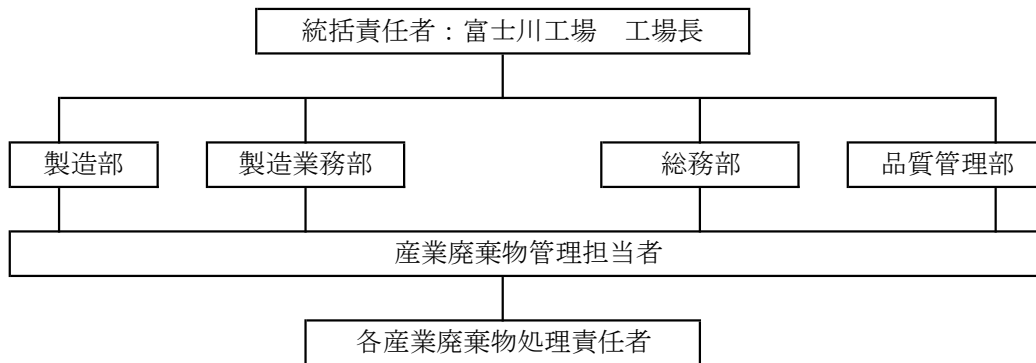 統括責任者：富士川工場　工場長
製造部
製造業務部
総務部
品質管理部
産業廃棄物管理担当者
各産業廃棄物処理責任者